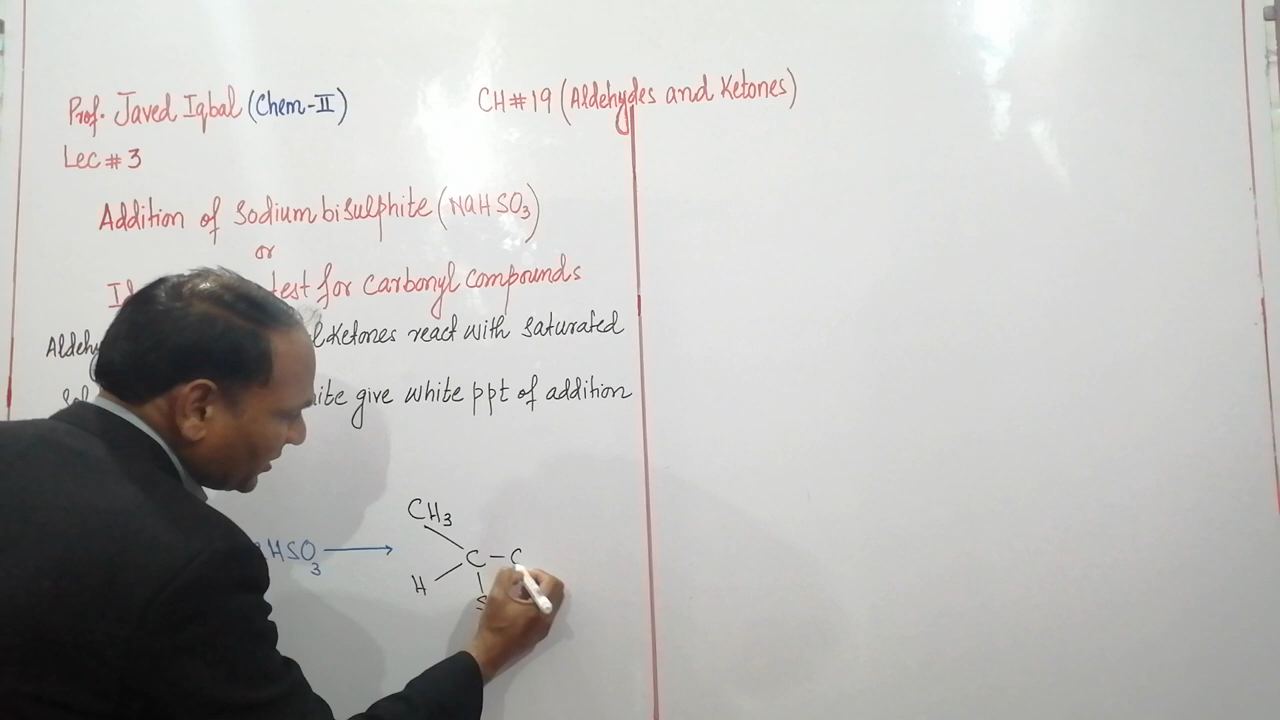 Prof. Javed Iqbal (Chem-II)
CH#19 (Aldehydes and Ketones)
Lec #3
Addition of Sodium bisulphite (NaHSO3)
or
test for carbonyl compounds
Ketones react with saturated
give white ppt of addition
HSO3 ⟶
CH3
C – C
H
S